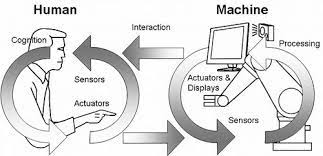 Human
Machine
Cognition
Interaction
Processing
Sensors
Actuators
Actuators &
Displays
Sensors